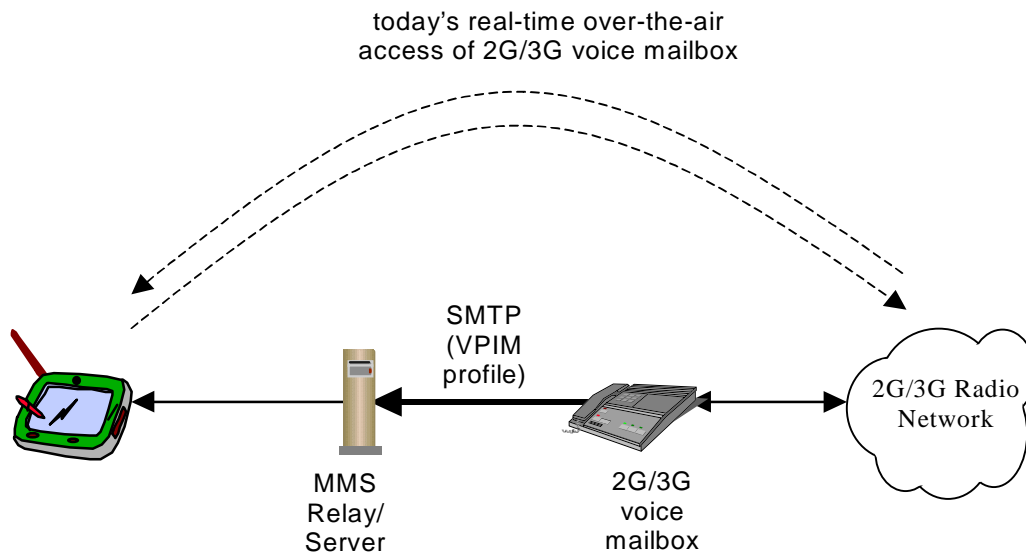 today's real-time over-the-air
access of 2G/3G voice mailbox
SMTP
(VPIM
profile)
2G/3G Radio
Network
MMS
Relay/
Server
2G/3G
voice
mailbox